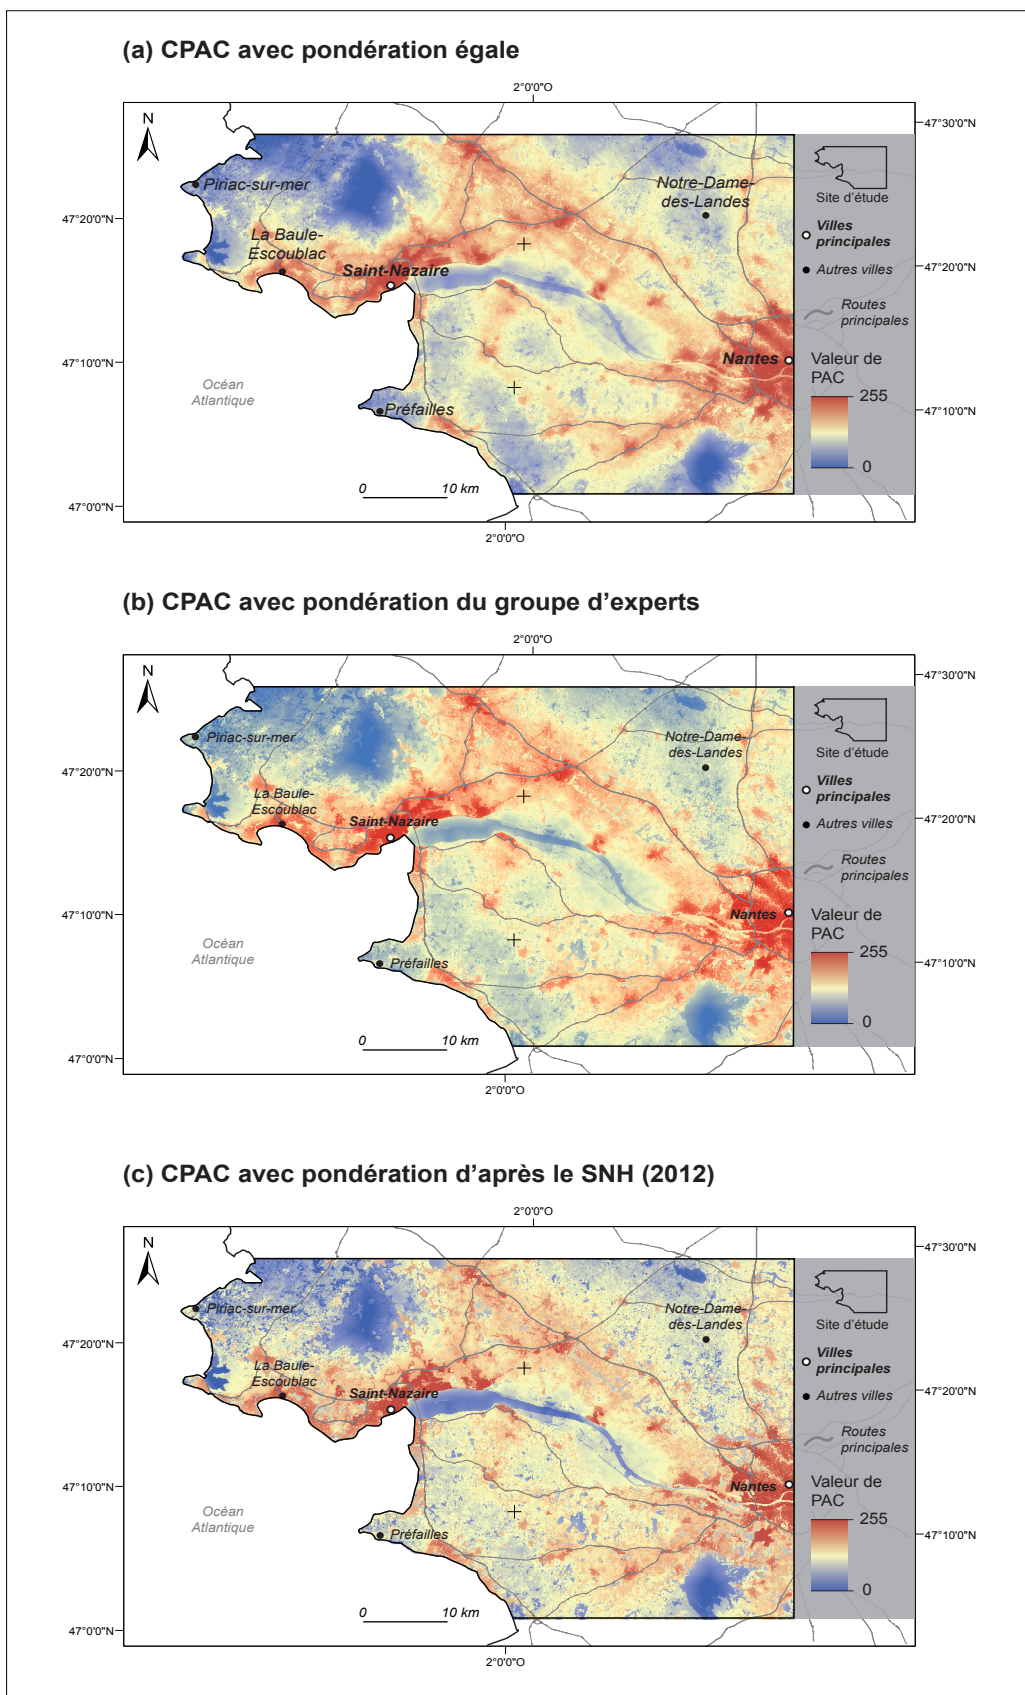 (a) CPAC avec pondération égale
2°0'0"O
N
47°30'0"N
Piriac-sur-mer
Notre-Dame-
des-Landes
Site d'étude
47°20'0"N
La Baule-
Escoublac
Villes
principales
Saint-Nazaire
Autres villes
47°20'0"N
Routes
principales
47°10'0"N
Nantes
Valeur de
PAC
Océan
Atlantique
255
Préfailles
47°10'0"N
0
0 10 km
47°0'0"N
2°0'0"O
(b) CPAC avec pondération du groupe d'experts
2°0'0"O
N
47°30'0"N
Piriac-sur-mer
Notre-Dame-
des-Landes
Site d'étude
47°20'0"N
La Baule-
Escoublac
Villes
principales
Saint-Nazaire
Autres villes
47°20'0"N
Routes
principales
47°10'0"N
Nantes
Valeur de
PAC
Océan
Atlantique
255
Préfailles
47°10'0"N
0
0 10 km
47°0'0"N
2°0'0"O
(c) CPAC avec pondération d'après le SNH (2012)
2°0'0"O
N
47°30'0"N
Piriac-sur-mer
Notre-Dame-
des-Landes
Site d'étude
47°20'0"N
La Baule-
Escoublac
Villes
principales
Saint-Nazaire
Autres villes
47°20'0"N
Routes
principales
47°10'0"N
Nantes
Valeur de
PAC
Océan
Atlantique
255
Préfailles
47°10'0"N
0
0 10 km
47°0'0"N
2°0'0"O